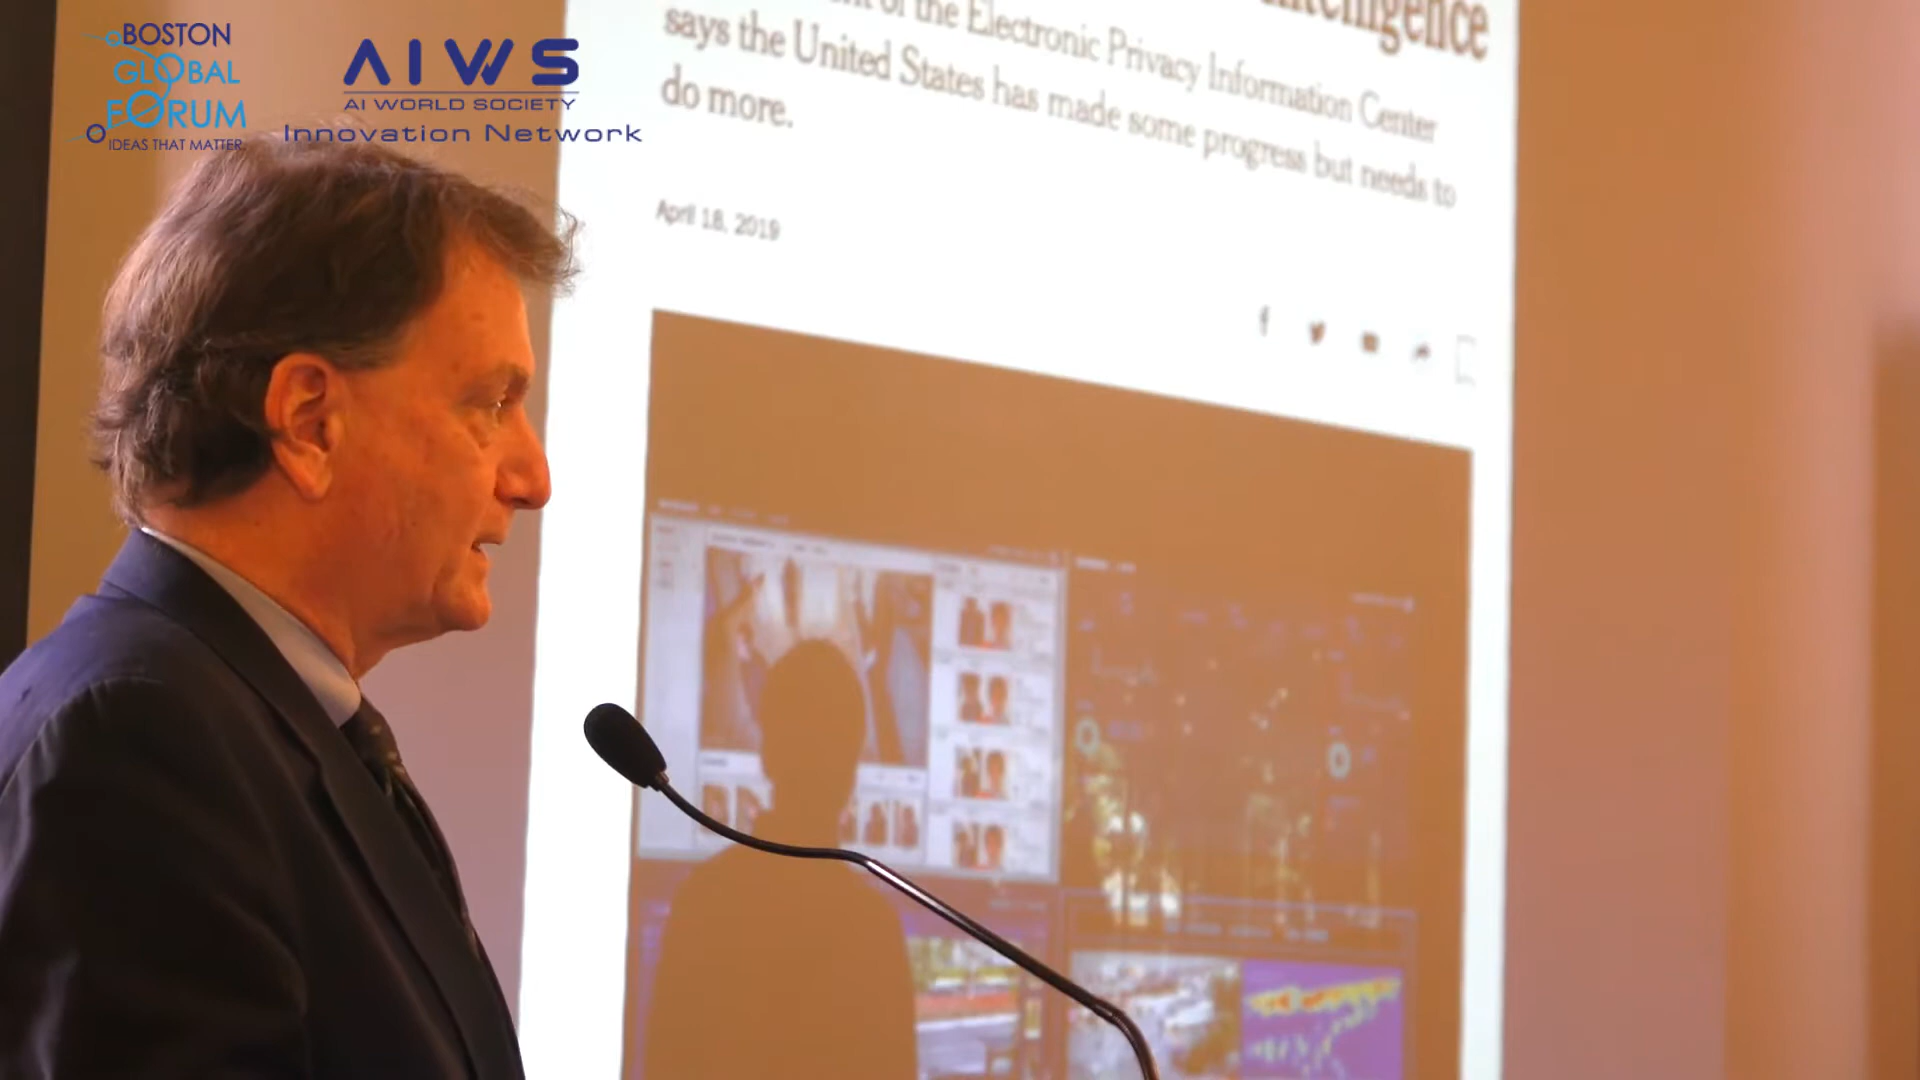 BOSTON
GLOBAL
FORUM
IDEAS THAT MATTER.
AIWS
AI WORLD SOCIETY
Innovation Network
of the Electronic Privacy Information Center
says the United States has made some progress but needs to
do more.
April 18, 2019